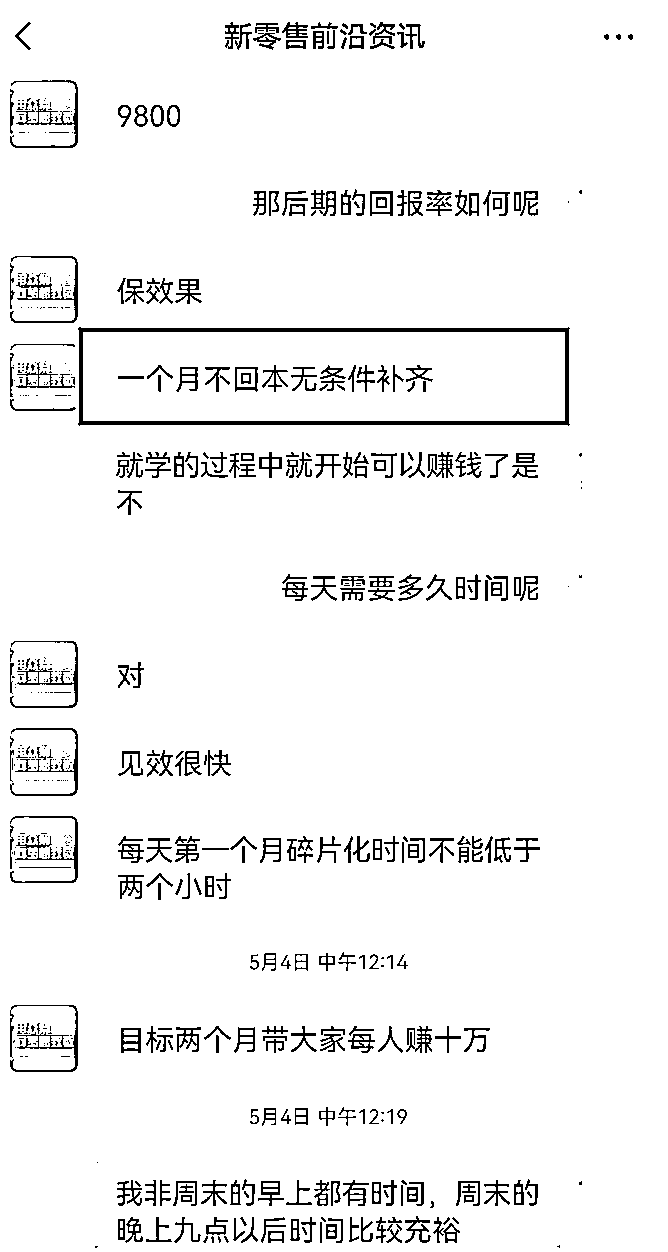 新零售前沿资讯
9800
那后期的回报率如何呢
保效果
一个月不回本无条件补齐
就学的过程中就开始可以赚钱了是
不
每天需要多久时间呢
对
见效很快
每天第一个月碎片化时间不能低于
两个小时
5月4日 中午12:14
目标两个月带大家每人赚十万
5月4日 中午12:19
我非周末的早上都有时间，周末的
晚上九点以后时间比较充裕